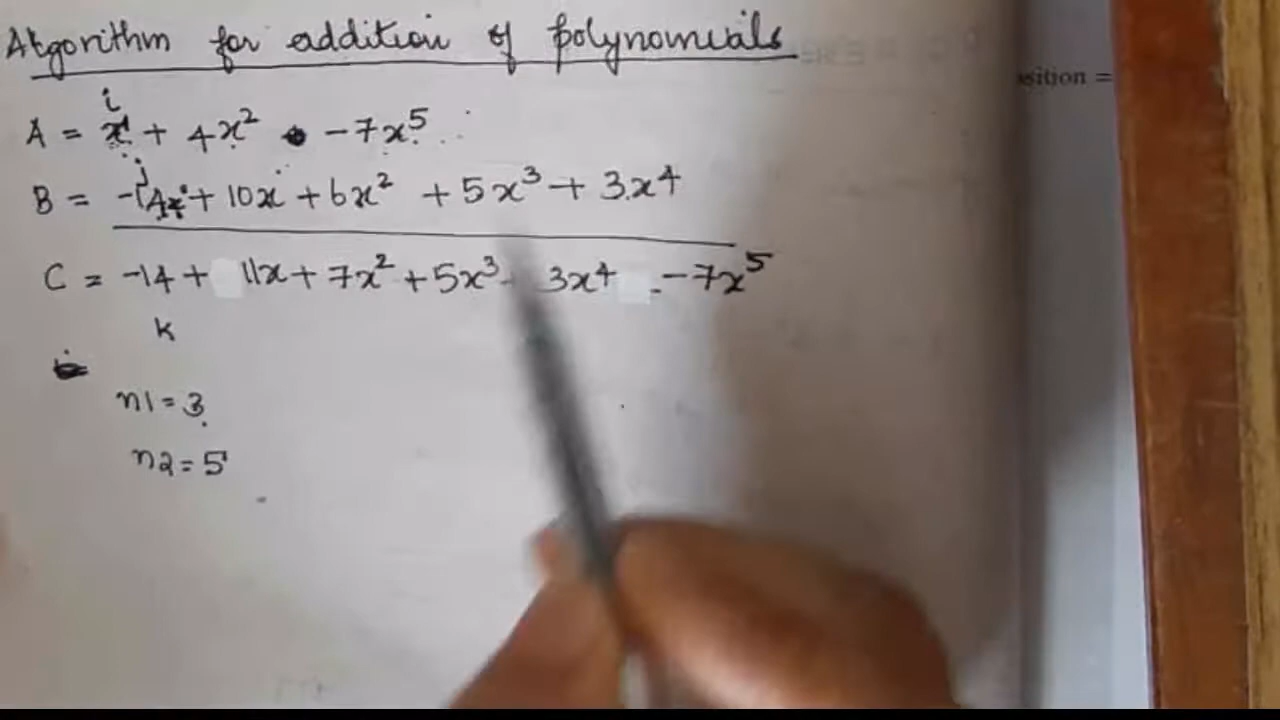 Algorithm for addition of polynomials
i
A = x + 4x² -7x⁵
j
B = -14 + 10x + 6x² + 5x³ + 3x⁴
C = -14 + 11x + 7x² + 5x³ 3x⁴ -7x⁵
k
n1 = 3
n2 = 5
sition =